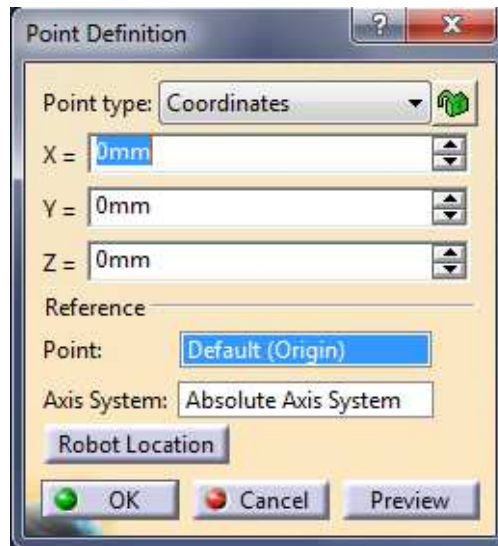 Point Definition ?
Point type: Coordinates
X = 0mm
Y = 0mm
Z = 0mm
Reference
Point: Default (Origin)
Axis System: Absolute Axis System
Robot Location
OK Cancel Preview